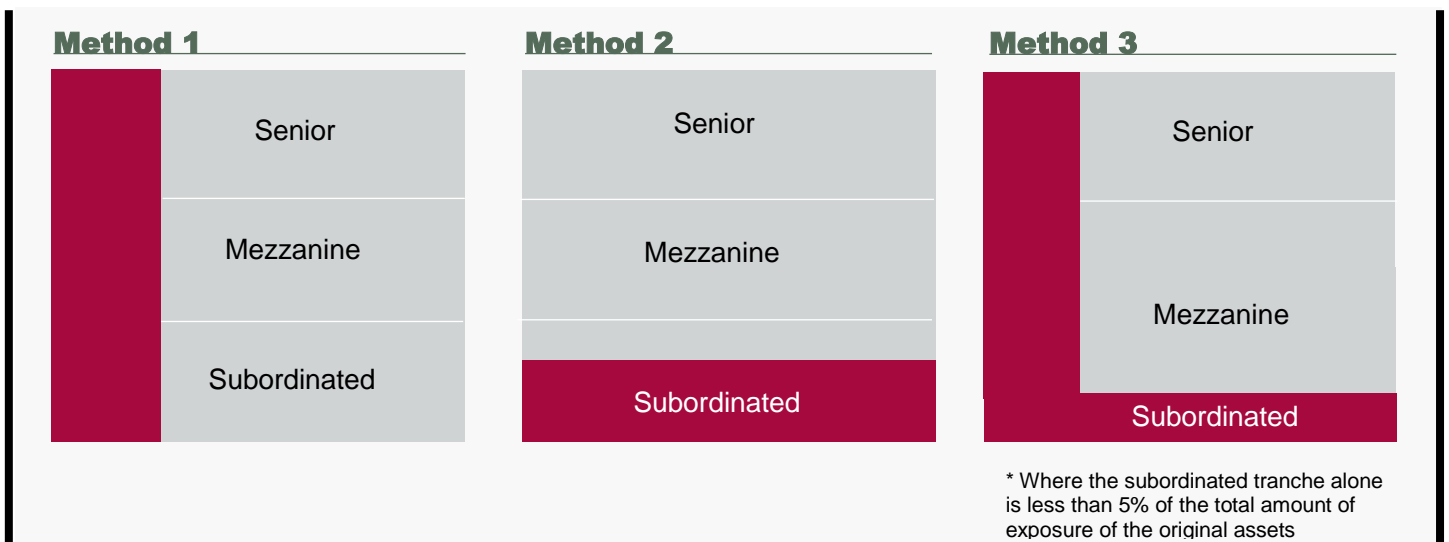 Method 1
Senior
Mezzanine
Subordinated
Method 2
Senior
Mezzanine
Subordinated
Method 3
Senior
Mezzanine
Subordinated
* Where the subordinated tranche alone
is less than 5% of the total amount of
exposure of the original assets